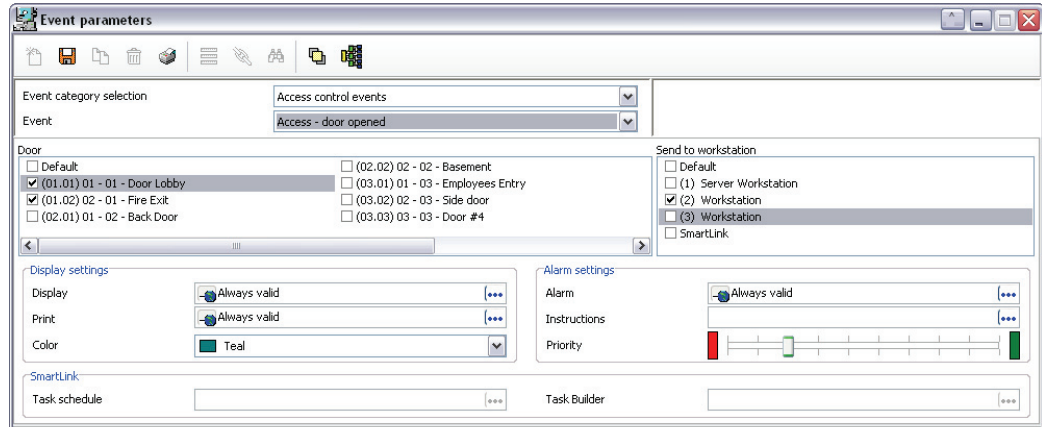 Event parameters
Event category selection Access control events
Event Access - door opened
Door
Default
(01.01) 01 - 01 - Door Lobby
(01.02) 02 - 01 - Fire Exit
(02.01) 01 - 02 - Back Door
(02.02) 02 - 02 - Basement
(03.01) 01 - 03 - Employees Entry
(03.02) 02 - 03 - Side door
(03.03) 03 - 03 - Door #4
Send to workstation
Default
(1) Server Workstation
(2) Workstation
(3) Workstation
SmartLink
Display settings
Display Always valid
Print Always valid
Color Teal
Alarm settings
Alarm Always valid
Instructions
Priority
SmartLink
Task schedule
Task Builder